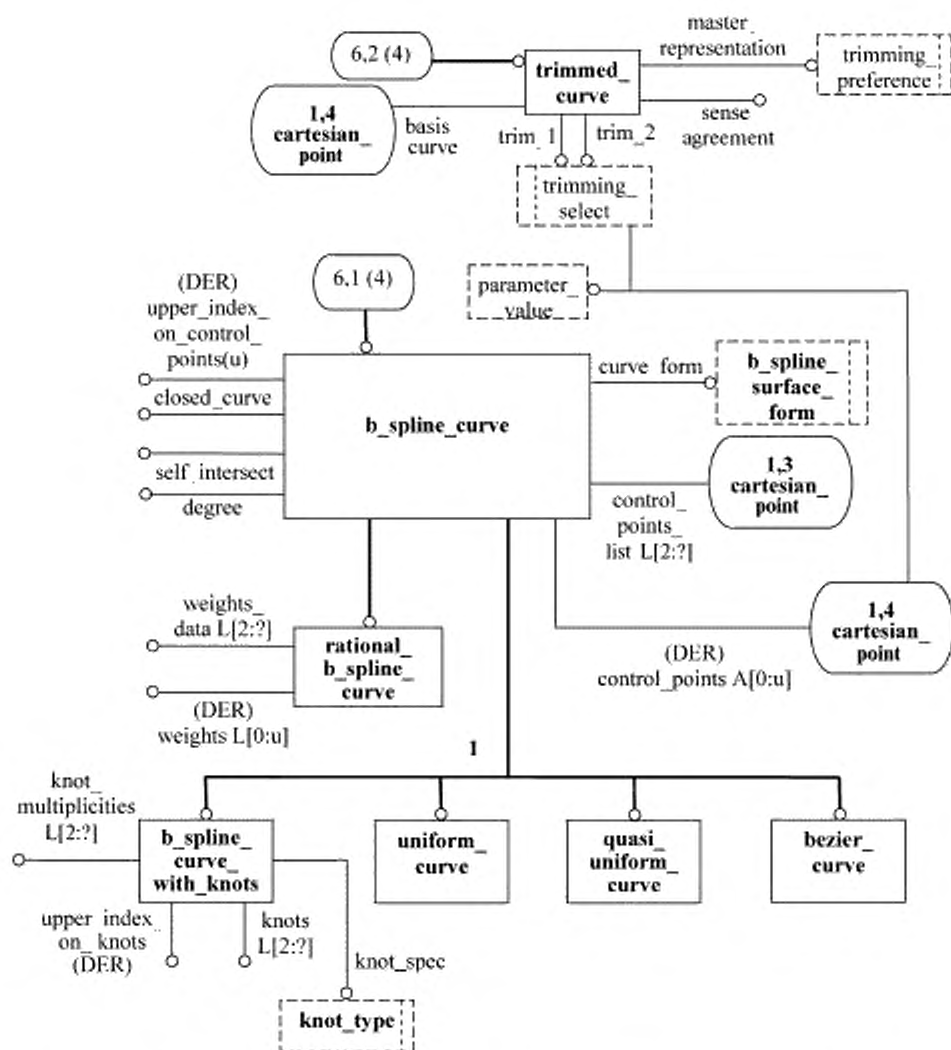 master_
representation
6,2 (4)
trimmed_
curve
trimming_
preference
1,4
cartesian_
point
basis
curve
trim_1
trim_2
sense
agreement
trimming_
select
(DER)
upper_index_
on_control_
points(u)
6,1 (4)
parameter_
value
closed_curve
self_intersect
degree
b_spline_curve
curve_form
b_spline_
surface_
form
control_
points_
list L[2:?]
1,3
cartesian_
point
1,4
cartesian_
point
(DER)
control_points A[0:u]
weights_
data L[2:?]
rational_
b_spline_
curve
(DER)
weights L[0:u]
1
knot_
multiplicities
L[2:?]
b_spline_
curve_
with_knots
uniform_
curve
quasi_
uniform_
curve
bezier_
curve
upper_index_
on_ knots
(DER)
knots
L[2:?]
knot_spec
knot_type